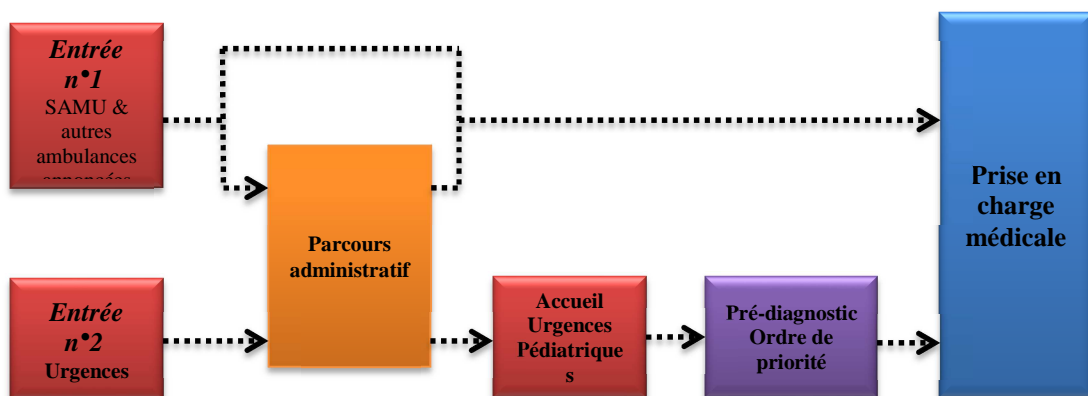 Entrée
n°1
SAMU &
autres
ambulances
annoncées
Parcours
administratif
Prise en
charge
médicale
Entrée
n°2
Urgences
Accueil
Urgences
Pédiatrique
s
Pré-diagnostic
Ordre de
priorité